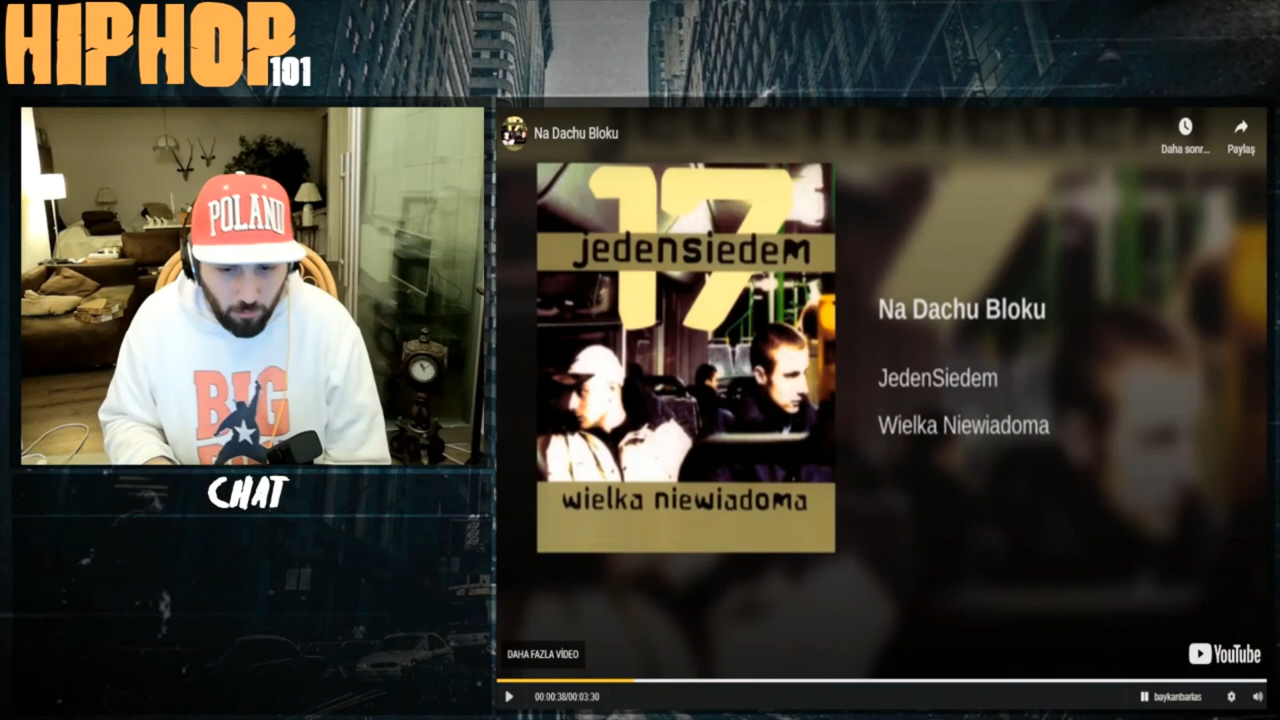 HIPHOP
101
Na Dachu Bloku
Daha sonr...
Paylaş
POLAND
BIG
17
jedensiedem
wielka niewiadoma
Na Dachu Bloku
JedenSiedem
Wielka Niewiadoma
CHAT
DAHA FAZLA VİDEO
YouTube
00:00:38/00:03:30
baykanbarlas